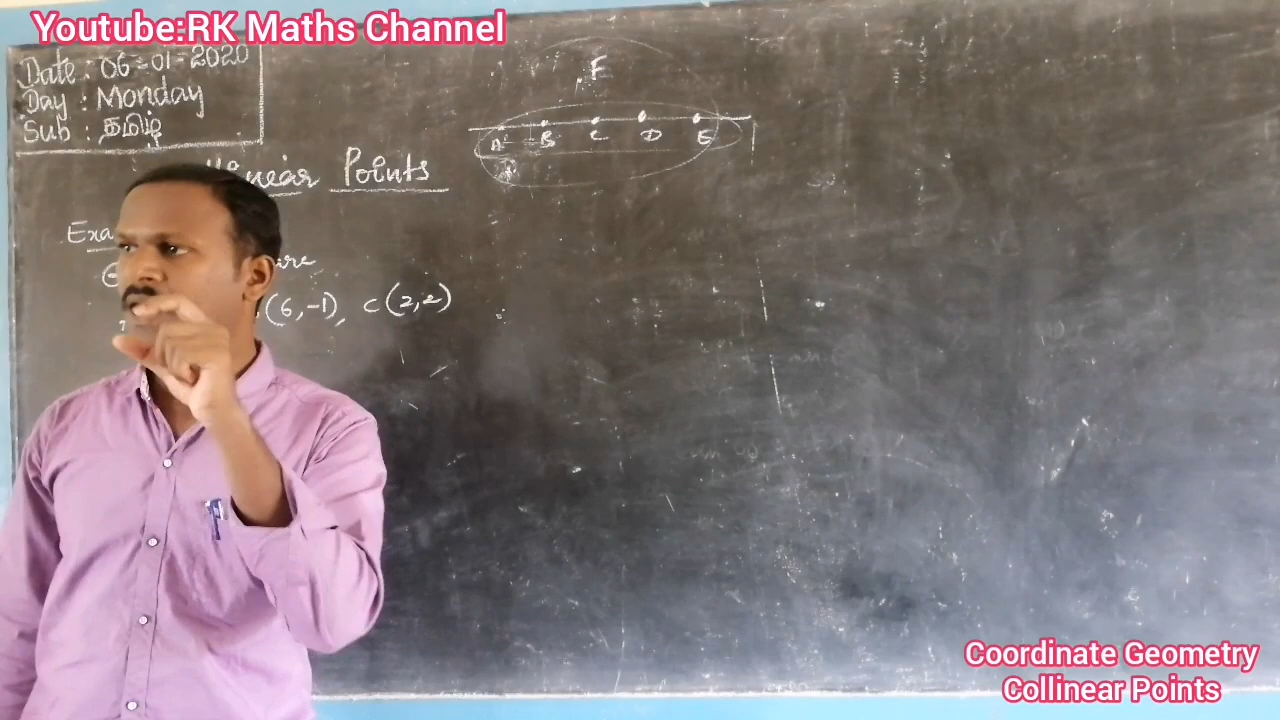 Youtube:RK Maths Channel
Date : 06-01-2020
Day : Monday
Sub : தமிழ்
F
A B C D E
Points
(6,-1), C(2,2)
Coordinate Geometry
Collinear Points